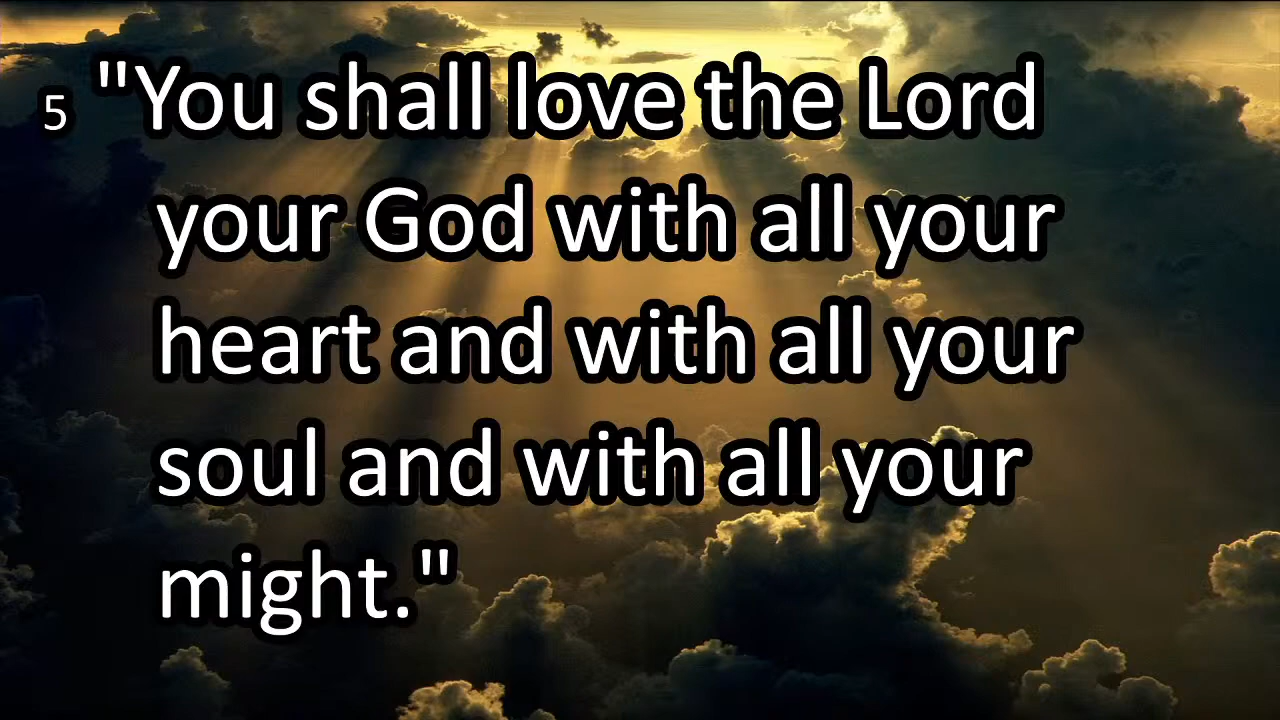 5 "You shall love the Lord
your God with all your
heart and with all your
soul and with all your
might."